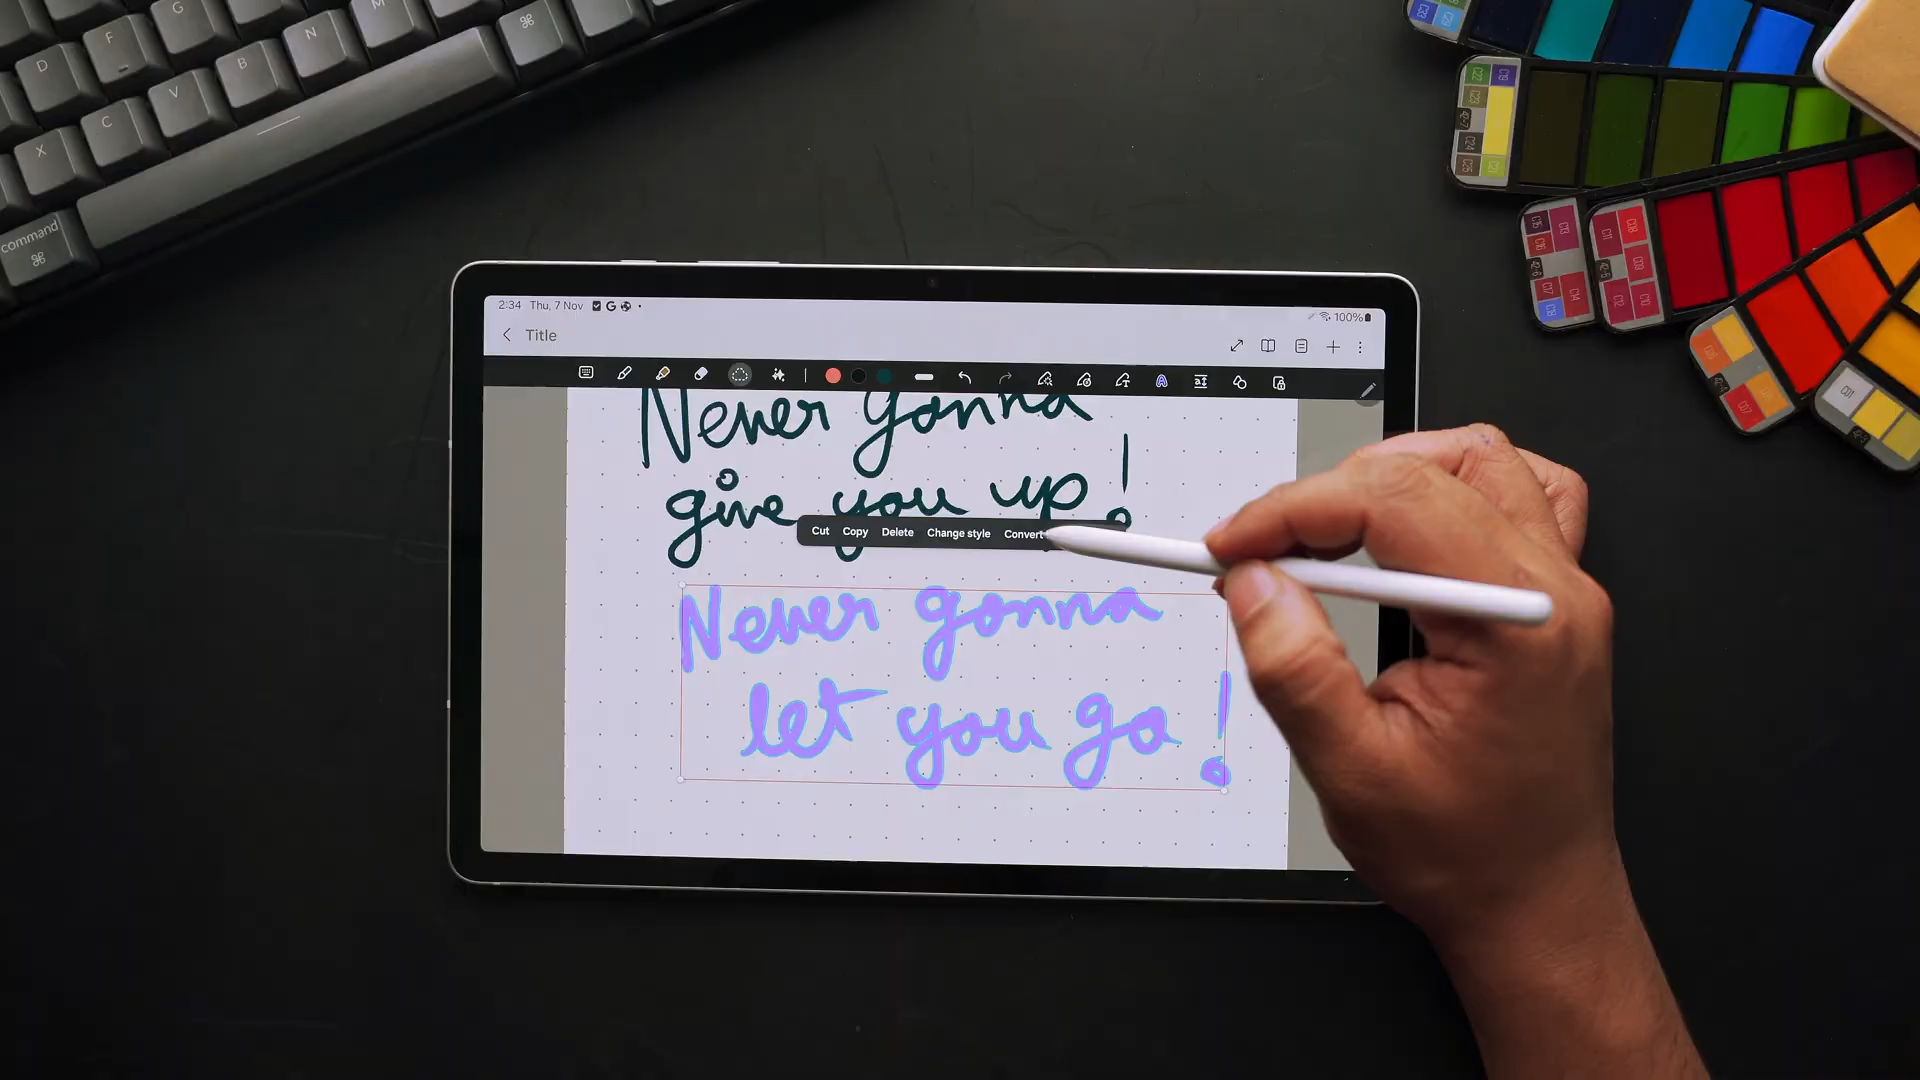 F G M
D B N ⌘
X C V
command
⌘
2:34 Thu, 7 Nov G 100%
Title
Never gonna
give you up!
Cut Copy Delete Change style Convert
Never gonna
let you go!